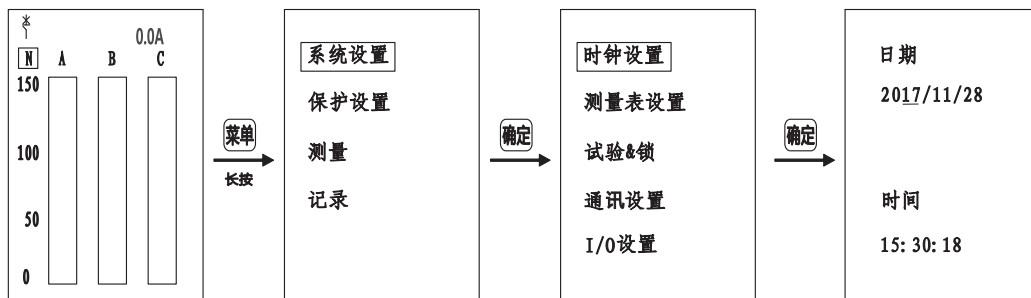 0.0A
N A B C
150
100
50
0
菜单
长按
系统设置
保护设置
测量
记录
确定
时钟设置
测量表设置
试验&锁
通讯设置
I/O设置
确定
日期
2017/11/28
时间
15:30:18